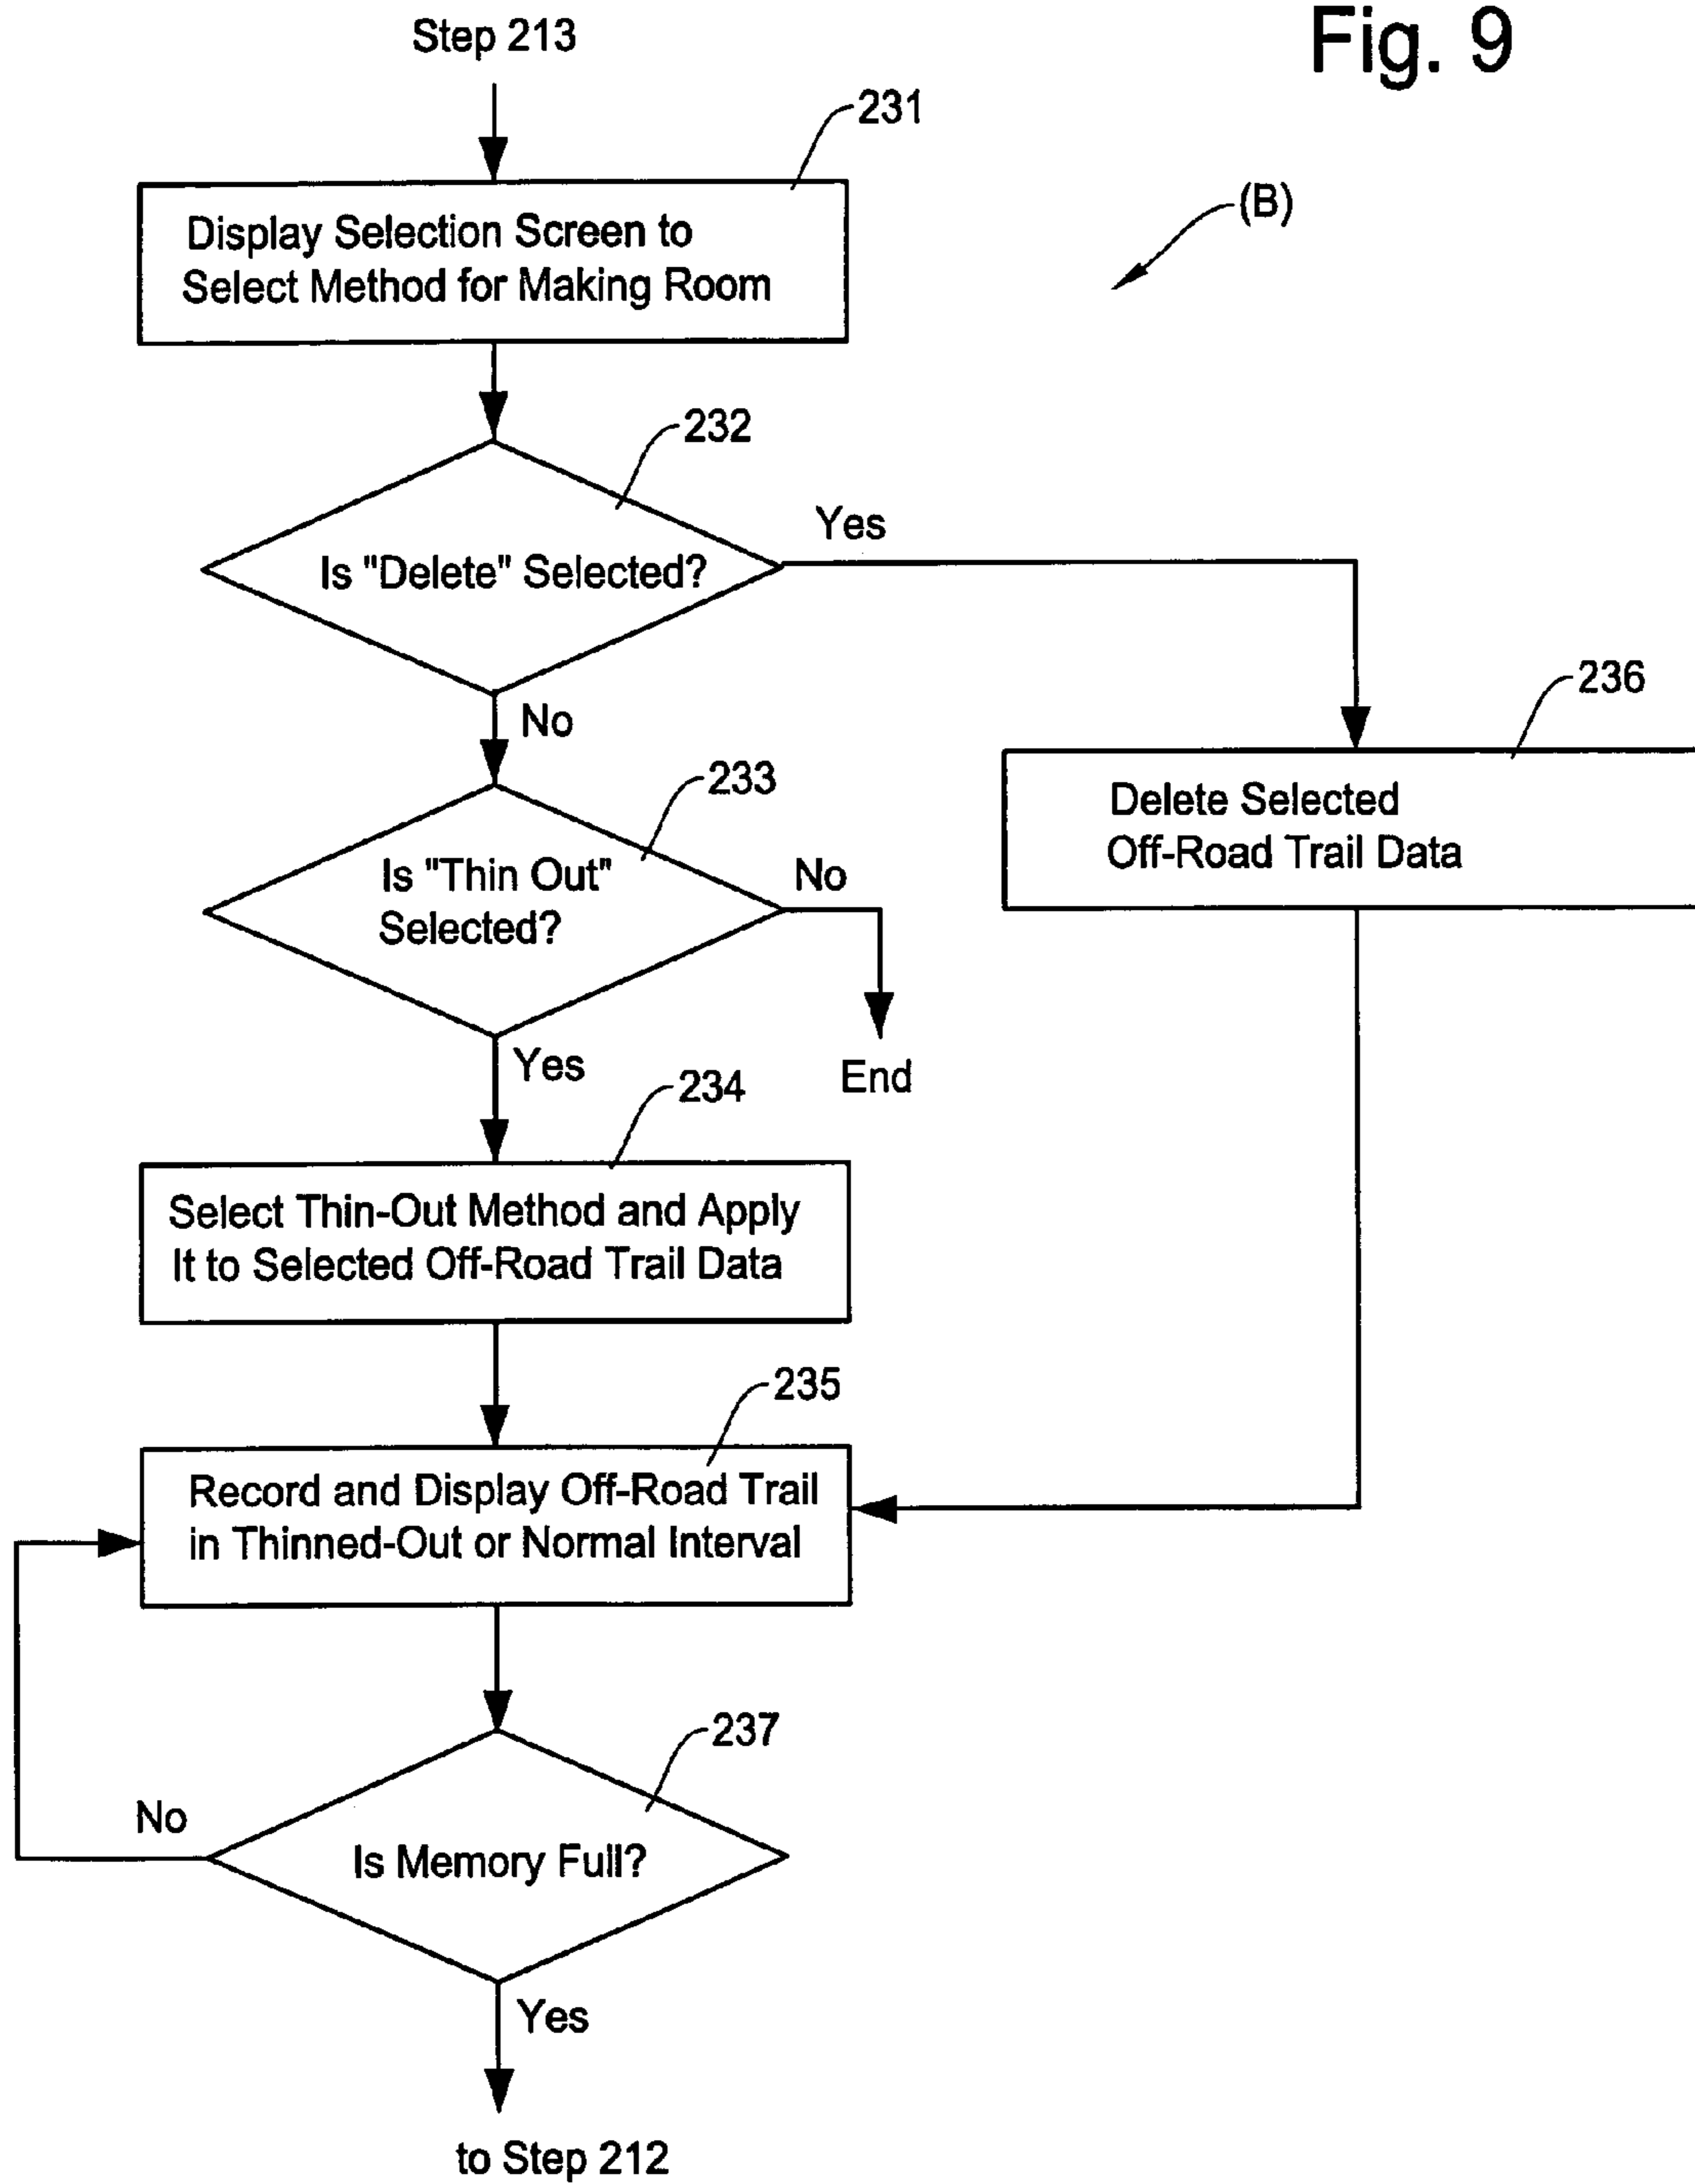 Fig. 9
Step 213
231
(B)
Display Selection Screen to
Select Method for Making Room
232
Is "Delete" Selected?
Yes
No
236
Delete Selected
Off-Road Trail Data
233
Is "Thin Out"
Selected?
No
End
Yes
234
Select Thin-Out Method and Apply
It to Selected Off-Road Trail Data
235
Record and Display Off-Road Trail
in Thinned-Out or Normal Interval
237
Is Memory Full?
No
Yes
to Step 212